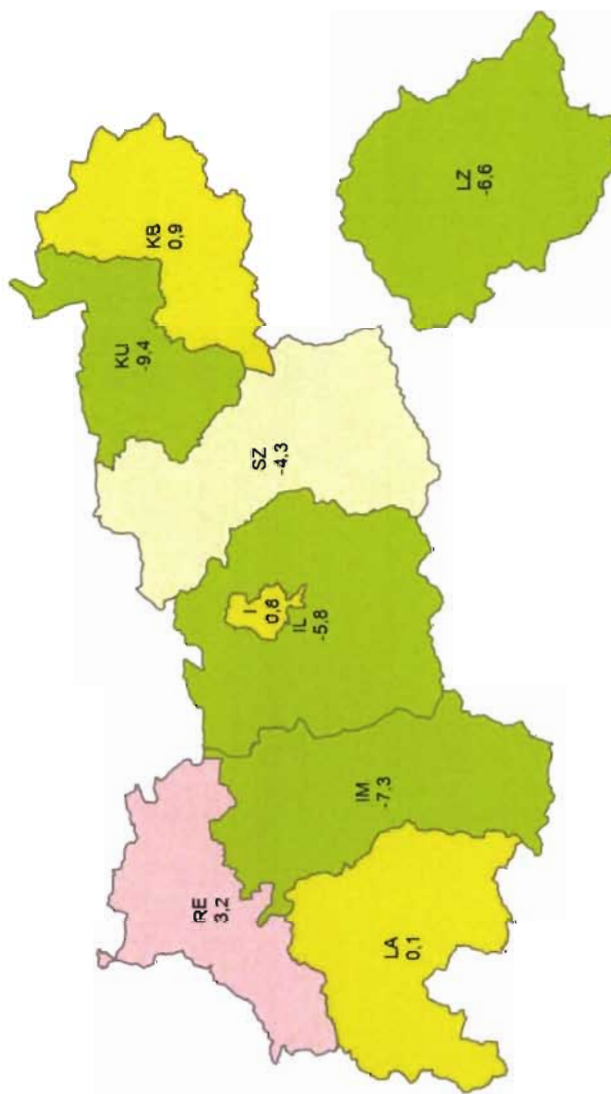 KB
0,9
KU
-9,4
LZ
-6,6
SZ
-4,3
I
0,8
IL
-5,8
RE
3,2
IM
-7,3
LA
0,1